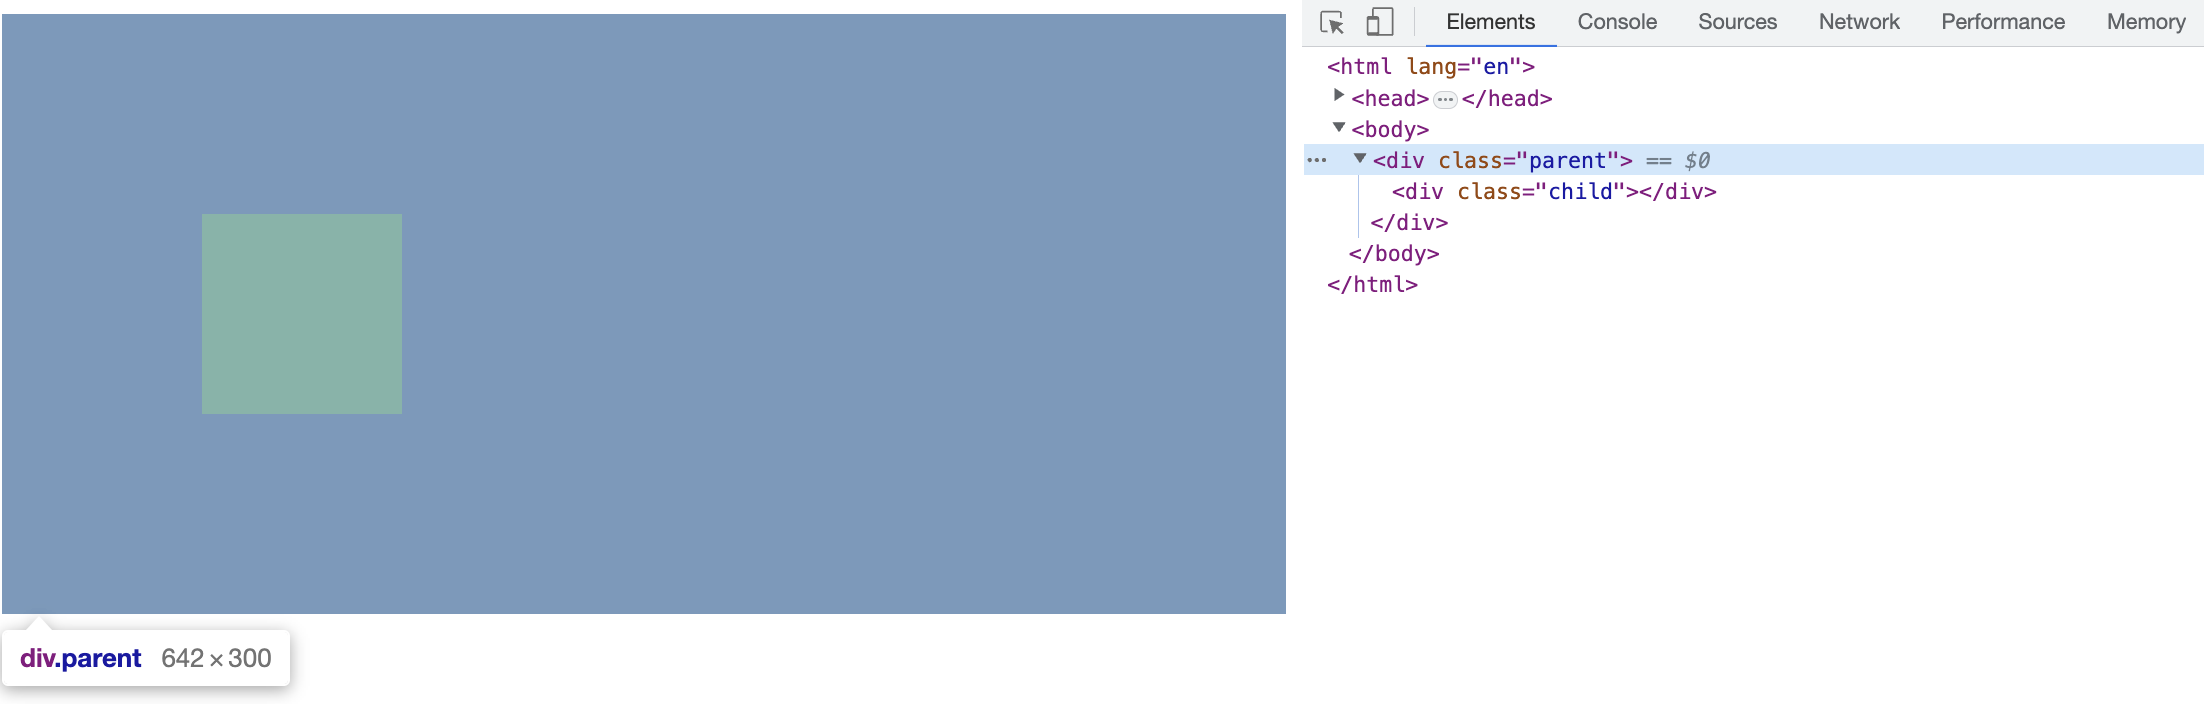 Elements Console Sources Network Performance Memory
<html lang="en">
<head>…</head>
<body>
… <div class="parent"> == $0
<div class="child"></div>
</div>
</body>
</html>
div.parent 642 × 300